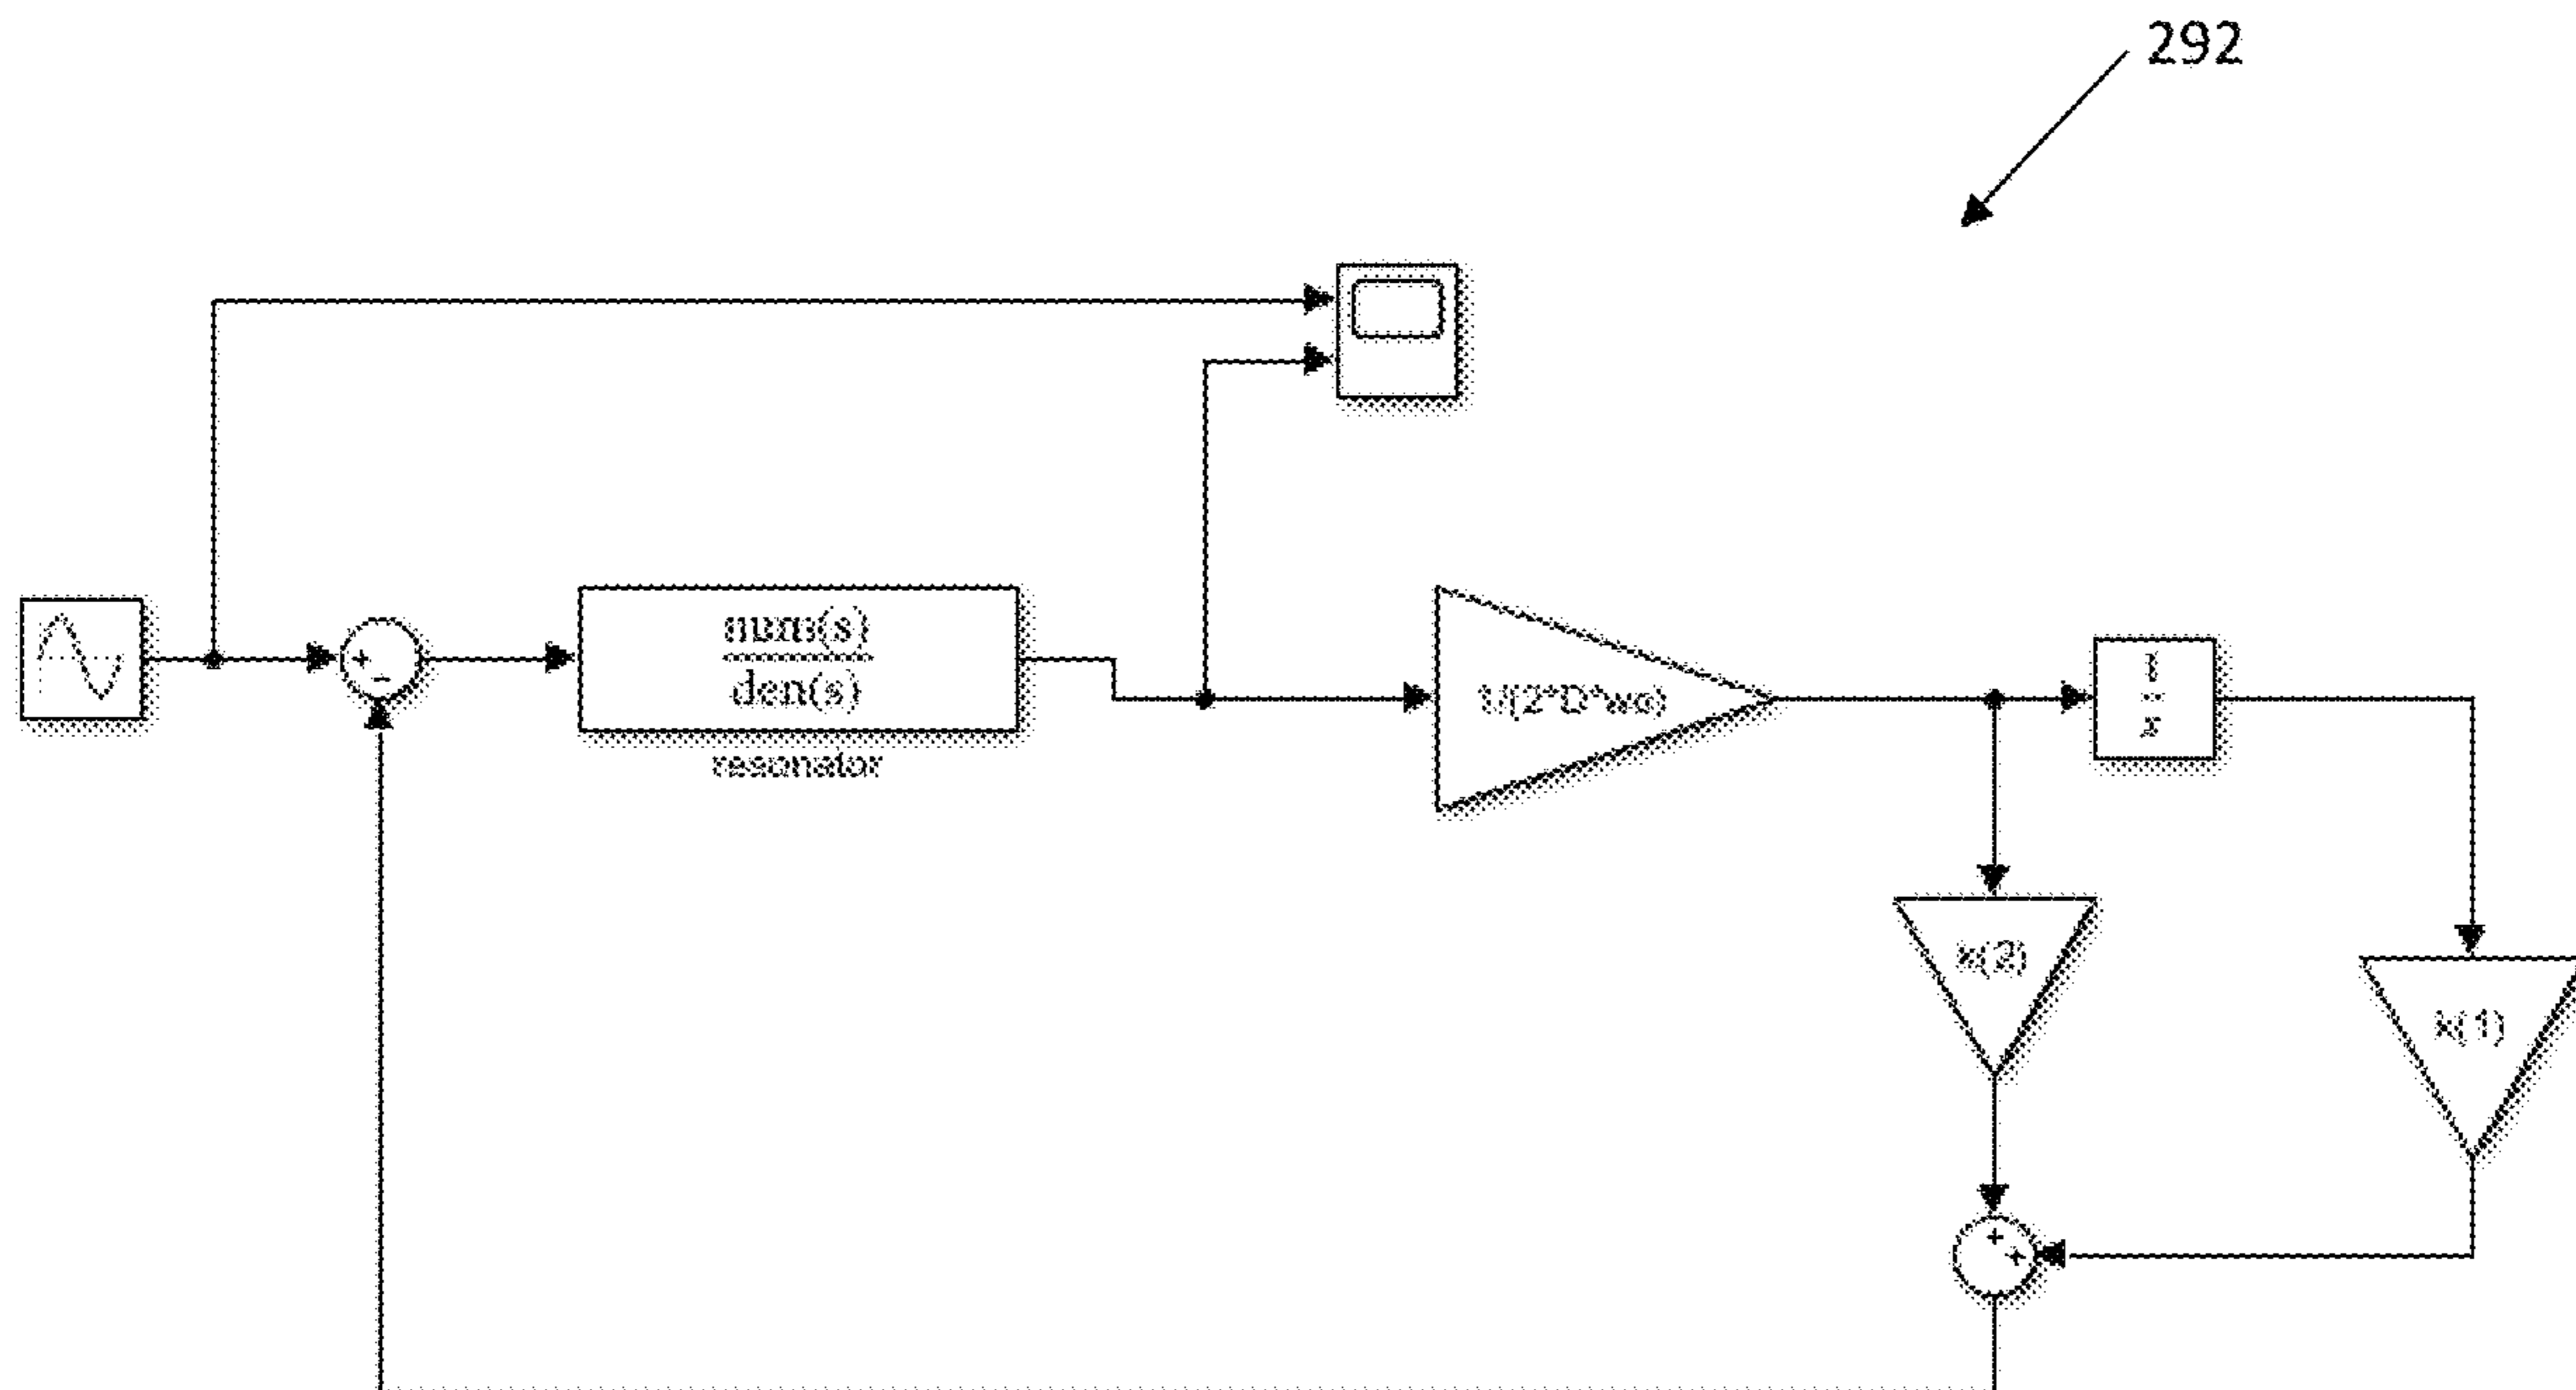 292
+
−
num(s)
den(s)
resonator
1/(2*D*wo)
1
s
k(2)
k(1)
+
+